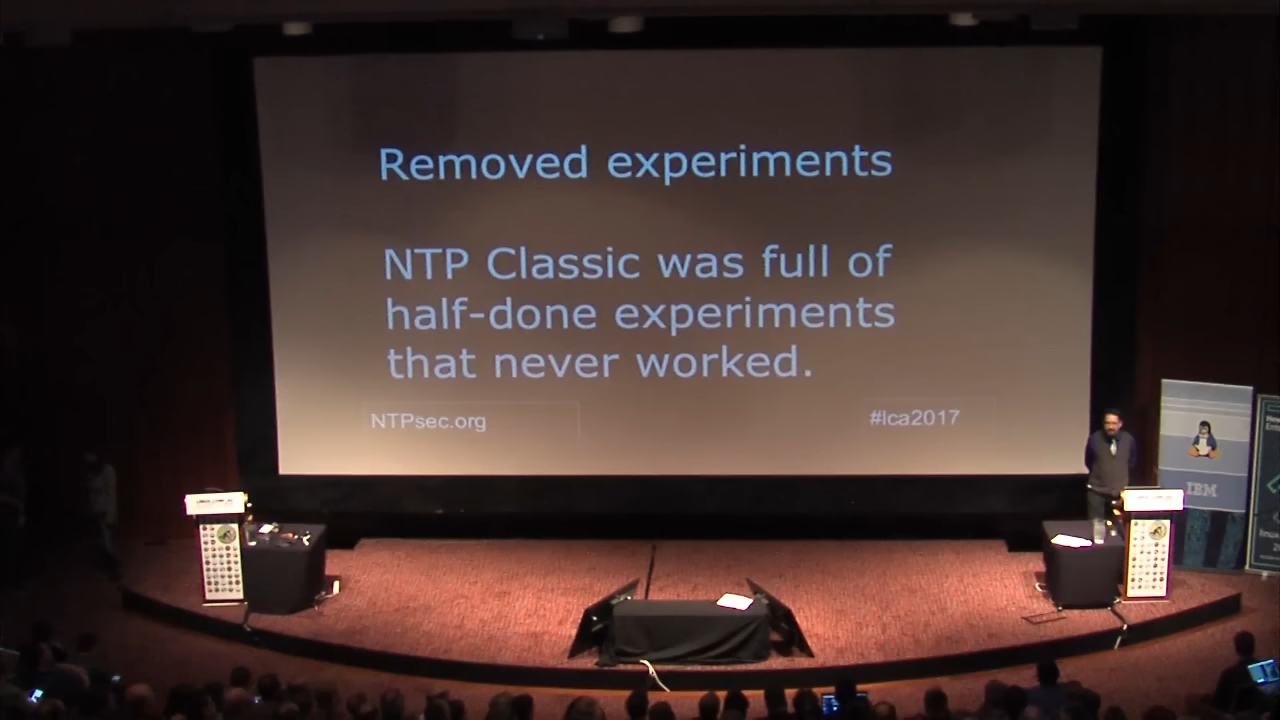 Removed experiments
NTP Classic was full of
half-done experiments
that never worked.
NTPsec.org
#lca2017
IBM